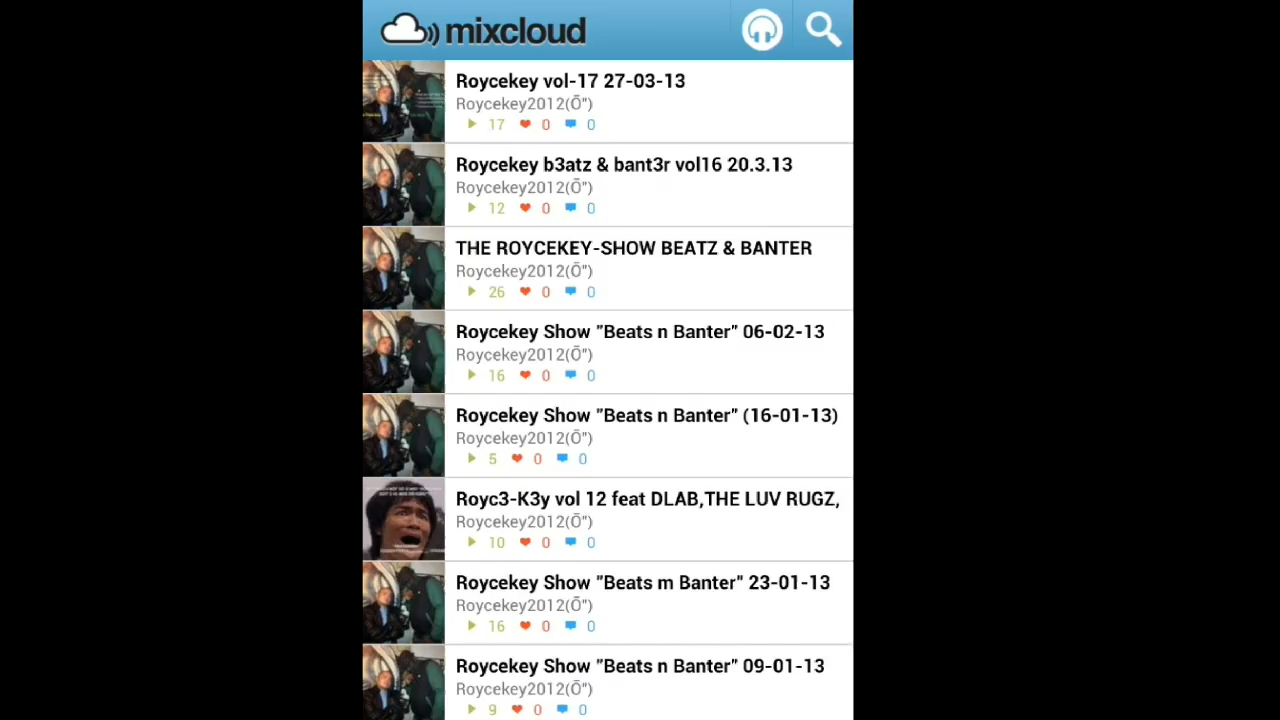 mixcloud
Roycekey vol-17 27-03-13
Roycekey2012(Ō")
17 0 0
Roycekey b3atz & bant3r vol16 20.3.13
Roycekey2012(Ō")
12 0 0
THE ROYCEKEY-SHOW BEATZ & BANTER
Roycekey2012(Ō")
26 0 0
Roycekey Show "Beats n Banter" 06-02-13
Roycekey2012(Ō")
16 0 0
Roycekey Show "Beats n Banter" (16-01-13)
Roycekey2012(Ō")
5 0 0
Royc3-K3y vol 12 feat DLAB,THE LUV RUGZ,
Roycekey2012(Ō")
10 0 0
Roycekey Show "Beats m Banter" 23-01-13
Roycekey2012(Ō")
16 0 0
Roycekey Show "Beats n Banter" 09-01-13
Roycekey2012(Ō")
9 0 0